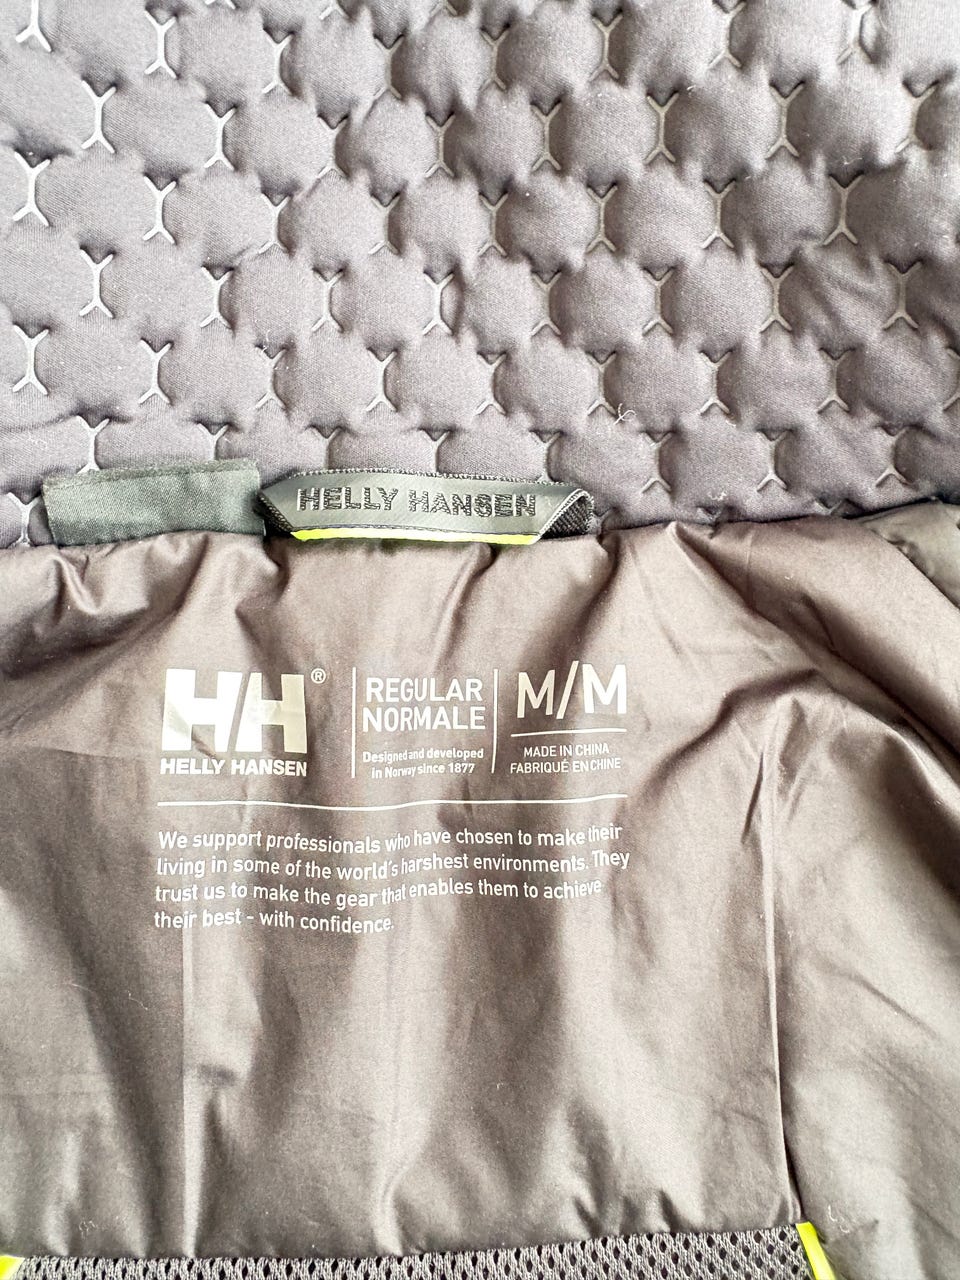 HELLY HANSEN
HH®
HELLY HANSEN
REGULAR
NORMALE
Designed and developed
in Norway since 1877
M/M
MADE IN CHINA
FABRIQUÉ EN CHINE
We support professionals who have chosen to make their
living in some of the world's harshest environments. They
trust us to make the gear that enables them to achieve
their best - with confidence.